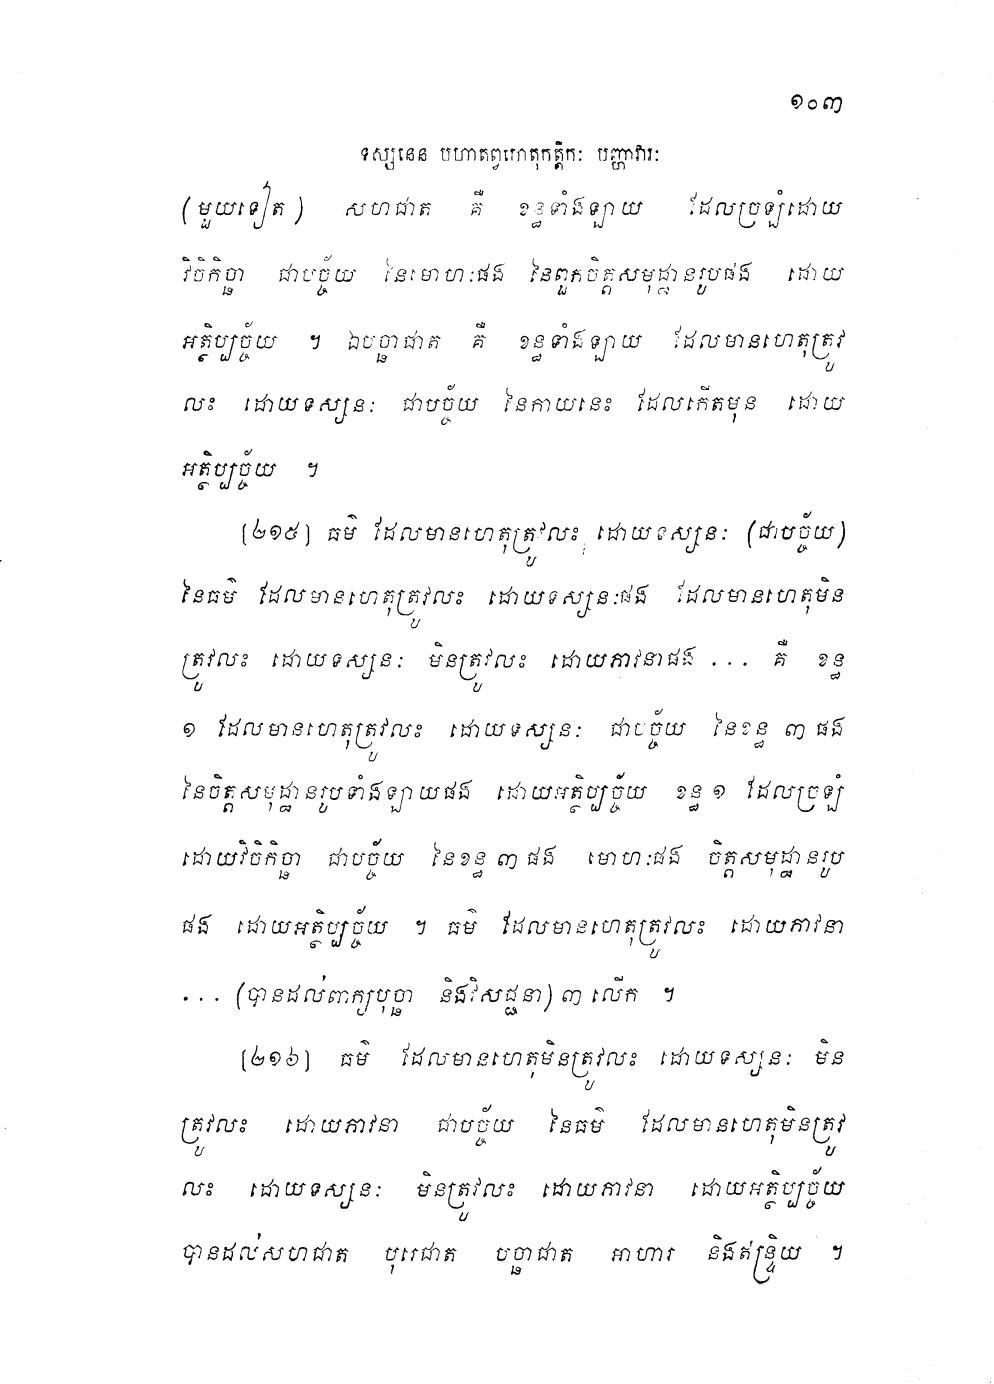 ១០៣
ទស្សនេន បហាតព្វហេតុកត្តិកៈ បញ្ហាវារៈ
(មួយទៀត) សហជាត គឺ ខន្ធទាំងឡាយ ដែលច្រឡំដោយ
វិចិកិច្ឆា ជាបច្ច័យ នៃមោហៈផង នៃពួកចិត្តសមុដ្ឋានរូបផង ដោយ
អត្ថិប្បច្ច័យ ។ ឯបច្ឆាជាត គឺ ខន្ធទាំងឡាយ ដែលមានហេតុត្រូវ
លះ ដោយទស្សនៈ ជាបច្ច័យ នៃកាយនេះ ដែលកើតមុន ដោយ
អត្ថិប្បច្ច័យ ។
[២១៥] ធម៌ ដែលមានហេតុត្រូវលះ ដោយទស្សនៈ (ជាបច្ច័យ)
នៃធម៌ ដែលមានហេតុត្រូវលះ ដោយទស្សនៈផង ដែលមានហេតុមិន
ត្រូវលះ ដោយទស្សនៈ មិនត្រូវលះ ដោយភាវនាផង ... គឺ ខន្ធ
១ ដែលមានហេតុត្រូវលះ ដោយទស្សនៈ ជាបច្ច័យ នៃខន្ធ ៣ ផង
នៃចិត្តសមុដ្ឋានរូបទាំងឡាយផង ដោយអត្ថិប្បច្ច័យ ខន្ធ ១ ដែលច្រឡំ
ដោយវិចិកិច្ឆា ជាបច្ច័យ នៃខន្ធ ៣ ផង មោហៈផង ចិត្តសមុដ្ឋានរូប
ផង ដោយអត្ថិប្បច្ច័យ ។ ធម៌ ដែលមានហេតុត្រូវលះ ដោយភាវនា
... (បានដល់ពាក្យបុច្ឆា និងវិសជ្ជនា) ៣ លើក ។
[២១៦] ធម៌ ដែលមានហេតុមិនត្រូវលះ ដោយទស្សនៈ មិន
ត្រូវលះ ដោយភាវនា ជាបច្ច័យ នៃធម៌ ដែលមានហេតុមិនត្រូវ
លះ ដោយទស្សនៈ មិនត្រូវលះ ដោយភាវនា ដោយអត្ថិប្បច្ច័យ
បានដល់សហជាត បុរេជាត បច្ឆាជាត អាហារ និងឥន្ទ្រិយ ។